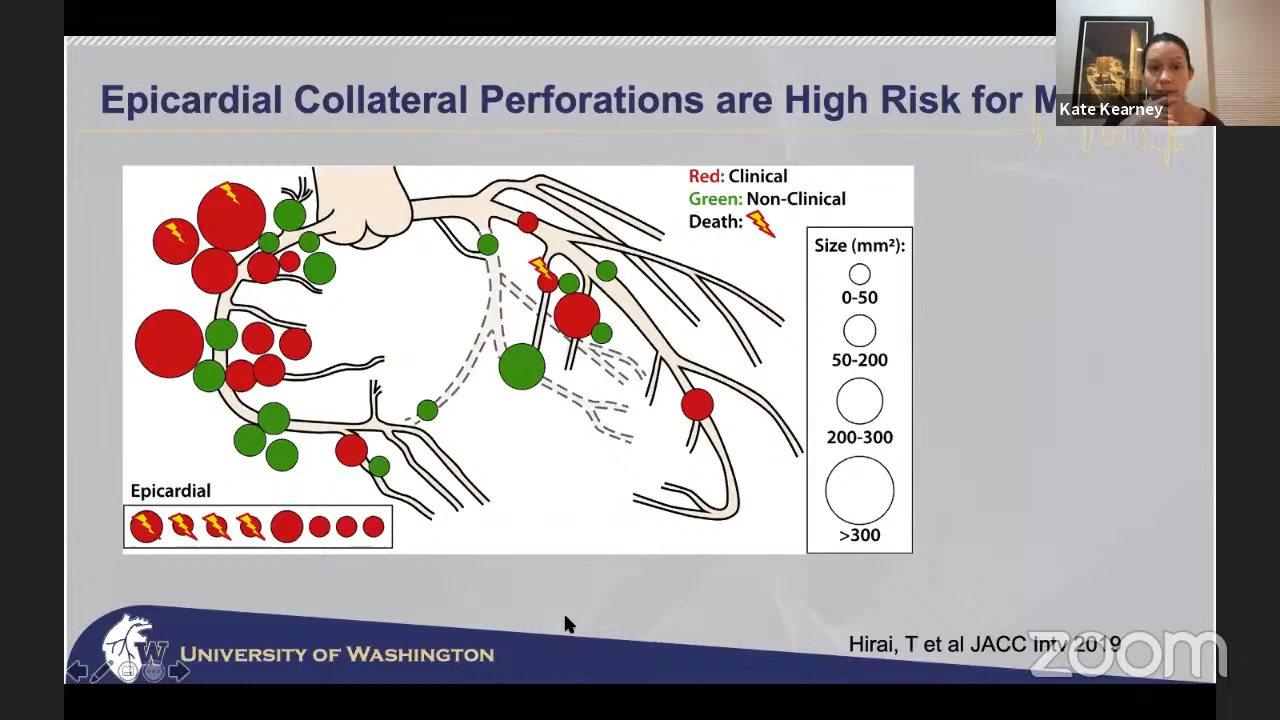 Epicardial Collateral Perforations are High Risk for
Kate Kearney
Red: Clinical
Green: Non-Clinical
Death:
Size (mm²):
0-50
50-200
200-300
>300
Epicardial
W
UNIVERSITY OF WASHINGTON
Hirai, T et al JACC Intv 2019
zoom